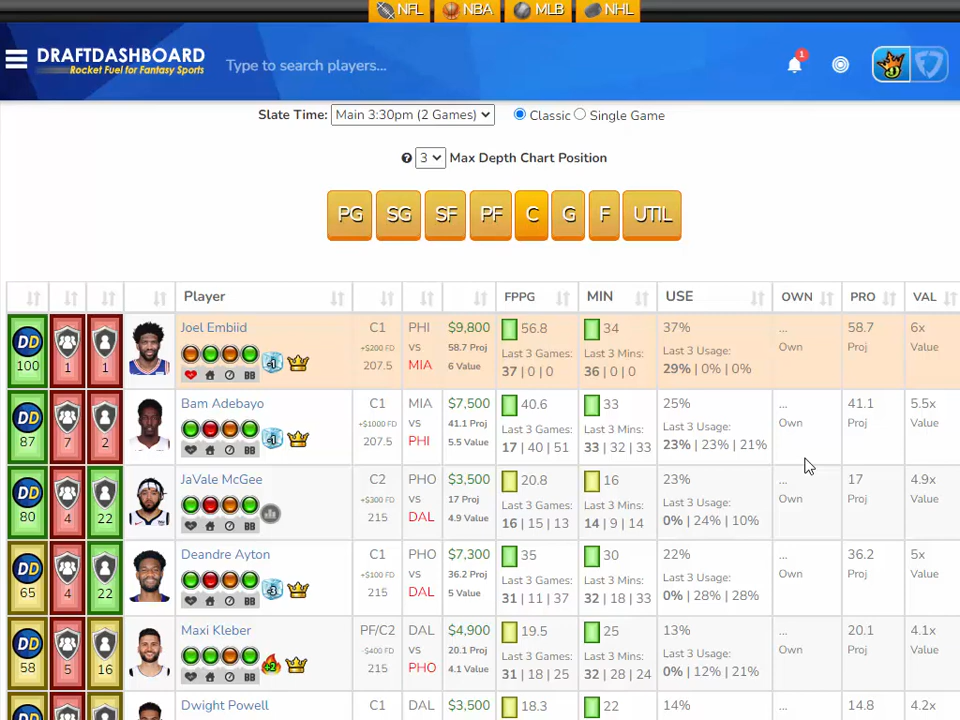 NFL NBA MLB NHL
DRAFTDASHBOARD
Rocket Fuel for Fantasy Sports
Type to search players...
1
Slate Time: Main 3:30pm (2 Games) Classic Single Game
3 Max Depth Chart Position
PG SG SF PF C G F UTIL
Player FPPG MIN USE OWN PRO VAL
DD 100 1 1
Joel Embiid
BB -1
C1 +$200 FD 207.5
PHI VS MIA
$9,800 58.7 Proj 6 Value
56.8 Last 3 Games: 37 | 0 | 0
34 Last 3 Mins: 36 | 0 | 0
37% Last 3 Usage: 29% | 0% | 0%
... Own
58.7 Proj
6x Value
DD 87 7 2
Bam Adebayo
BB -1
C1 +$1000 FD 207.5
MIA VS PHI
$7,500 41.1 Proj 5.5 Value
40.6 Last 3 Games: 17 | 40 | 51
33 Last 3 Mins: 33 | 32 | 33
25% Last 3 Usage: 23% | 23% | 21%
... Own
41.1 Proj
5.5x Value
DD 80 4 22
JaVale McGee
BB
C2 +$300 FD 215
PHO VS DAL
$3,500 17 Proj 4.9 Value
20.8 Last 3 Games: 16 | 15 | 13
16 Last 3 Mins: 14 | 9 | 14
23% Last 3 Usage: 0% | 24% | 10%
... Own
17 Proj
4.9x Value
DD 65 4 22
Deandre Ayton
BB -3
C1 +$100 FD 215
PHO VS DAL
$7,300 36.2 Proj 5 Value
35 Last 3 Games: 31 | 11 | 37
30 Last 3 Mins: 32 | 18 | 33
22% Last 3 Usage: 0% | 28% | 28%
... Own
36.2 Proj
5x Value
DD 58 5 16
Maxi Kleber
BB +2
PF/C2 -$400 FD 215
DAL VS PHO
$4,900 20.1 Proj 4.1 Value
19.5 Last 3 Games: 31 | 18 | 25
25 Last 3 Mins: 32 | 28 | 24
13% Last 3 Usage: 0% | 12% | 21%
... Own
20.1 Proj
4.1x Value
Dwight Powell
C1
DAL
$3,500
18.3
22
14%
...
14.8
4.2x